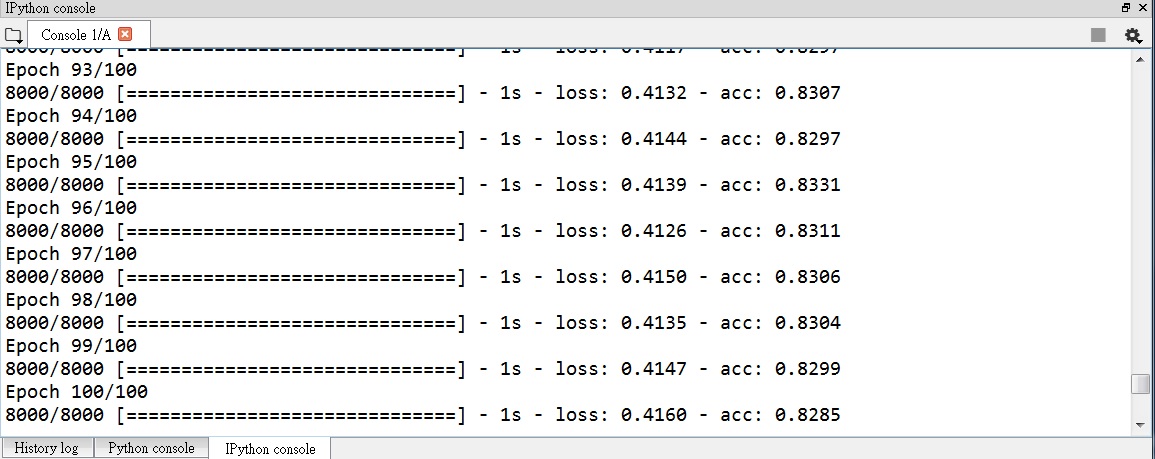 IPython console
Console 1/A
8000/8000 [==============================] - 1s - loss: 0.4117 - acc: 0.8297
Epoch 93/100
8000/8000 [==============================] - 1s - loss: 0.4132 - acc: 0.8307
Epoch 94/100
8000/8000 [==============================] - 1s - loss: 0.4144 - acc: 0.8297
Epoch 95/100
8000/8000 [==============================] - 1s - loss: 0.4139 - acc: 0.8331
Epoch 96/100
8000/8000 [==============================] - 1s - loss: 0.4126 - acc: 0.8311
Epoch 97/100
8000/8000 [==============================] - 1s - loss: 0.4150 - acc: 0.8306
Epoch 98/100
8000/8000 [==============================] - 1s - loss: 0.4135 - acc: 0.8304
Epoch 99/100
8000/8000 [==============================] - 1s - loss: 0.4147 - acc: 0.8299
Epoch 100/100
8000/8000 [==============================] - 1s - loss: 0.4160 - acc: 0.8285
History log
Python console
IPython console